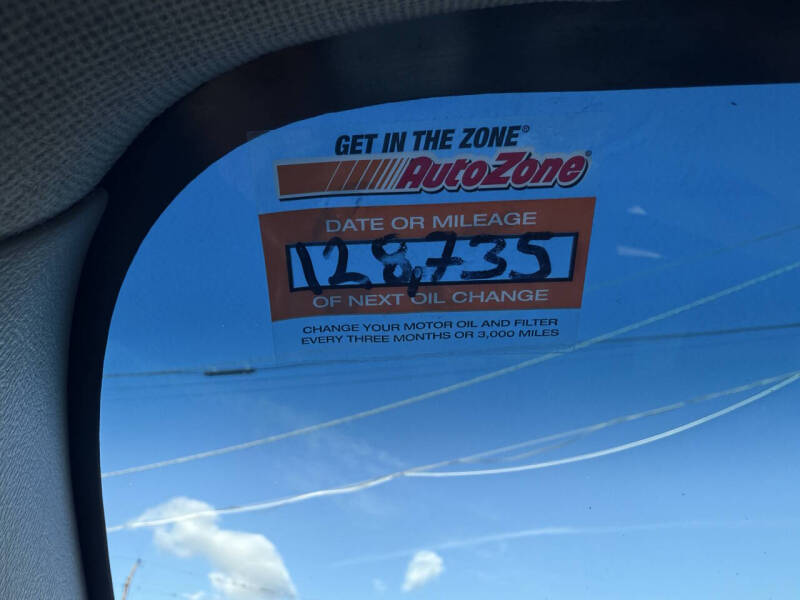 GET IN THE ZONE®
AutoZone®
DATE OR MILEAGE
128,735
OF NEXT OIL CHANGE
CHANGE YOUR MOTOR OIL AND FILTER
EVERY THREE MONTHS OR 3,000 MILES